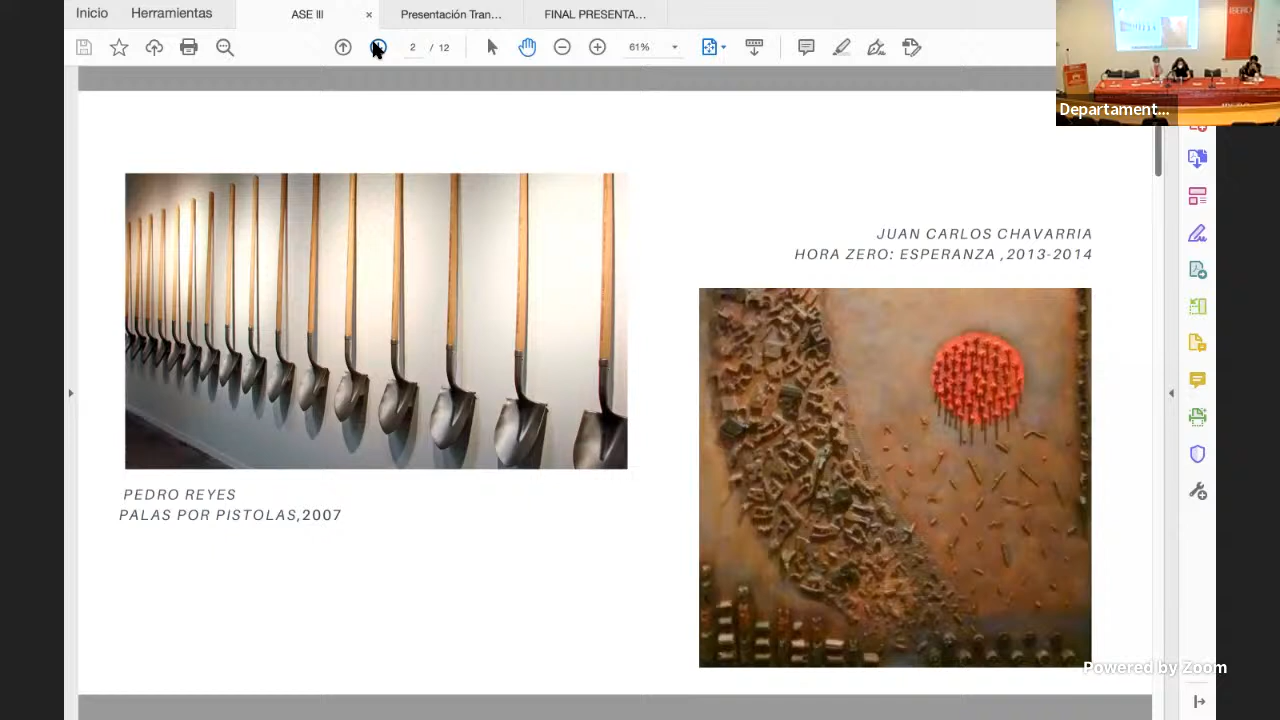 Inicio
Herramientas
ASE III
Presentación Tran...
FINAL PRESENTA...
2 / 12
61%
Departament...
JUAN CARLOS CHAVARRIA
HORA ZERO: ESPERANZA ,2013-2014
PEDRO REYES
PALAS POR PISTOLAS,2007
Powered by Zoom